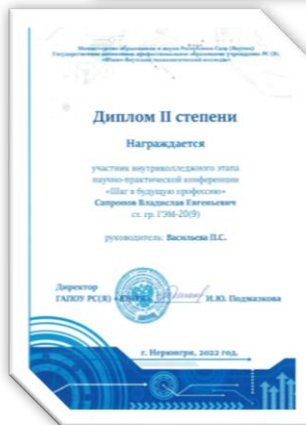 Министерство образования и науки Республики Саха (Якутия)
Государственное автономное профессиональное образовательное учреждение РС (Я)
«Южно-Якутский технологический колледж»
Диплом II степени
Награждается
участник внутриколледжного этапа
научно-практической конференции
«Шаг в будущую профессию»
Сапронов Владислав Евгеньевич
ст. гр. ГЭМ-20(9)
руководитель: Васильева П.С.
Директор
ГАПОУ РС(Я) И.Ю. Подмазкова
г. Нерюнгри, 2022 год.